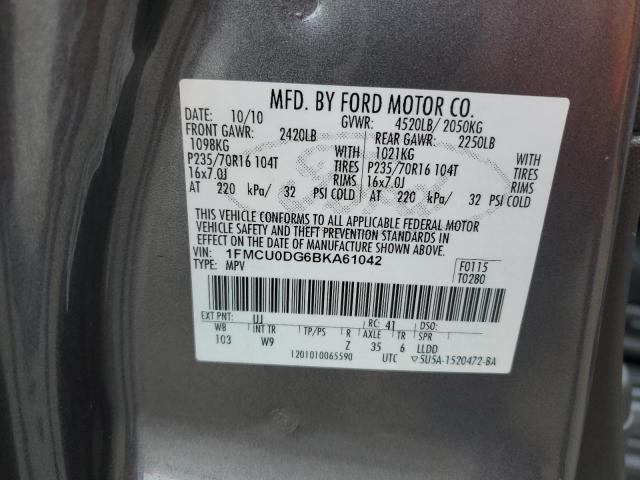 MFD. BY FORD MOTOR CO.
DATE: 10/10 GVWR: 4520LB/ 2050KG
FRONT GAWR: 2420LB REAR GAWR: 2250LB
1098KG WITH 1021KG WITH
P235/70R16 104T TIRES P235/70R16 104T TIRES
16x7.0J RIMS 16x7.0J RIMS
AT 220 kPa/ 32 PSI COLD AT 220 kPa/ 32 PSI COLD
THIS VEHICLE CONFORMS TO ALL APPLICABLE FEDERAL MOTOR
VEHICLE SAFETY AND THEFT PREVENTION STANDARDS IN
EFFECT ON THE DATE OF MANUFACTURE SHOWN ABOVE.
VIN: 1FMCU0DG6BKA61042
TYPE: MPV
F0115
T0280
EXT PNT: UJ RC: 41 DSO:
WB INT TR TP/PS R AXLE TR SPR
103 W9 Z 35 6 LLDD
1201010065590 UTC ▽5U5A-1520472-BA
Ford